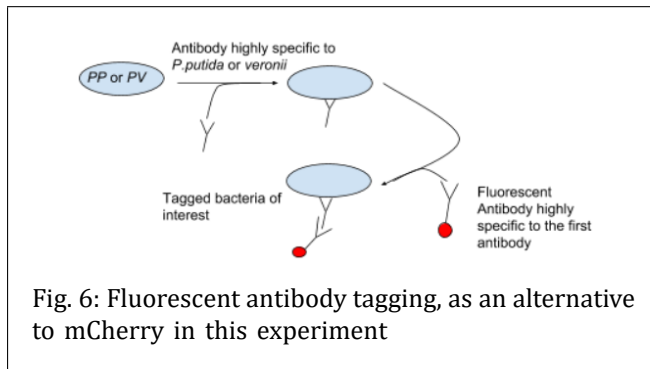 Antibody highly specific to
P.putida or veronii
PP or PV
Tagged bacteria of
interest
Fluorescent
Antibody highly
specific to the first
antibody
Fig. 6: Fluorescent antibody tagging, as an alternative
to mCherry in this experiment